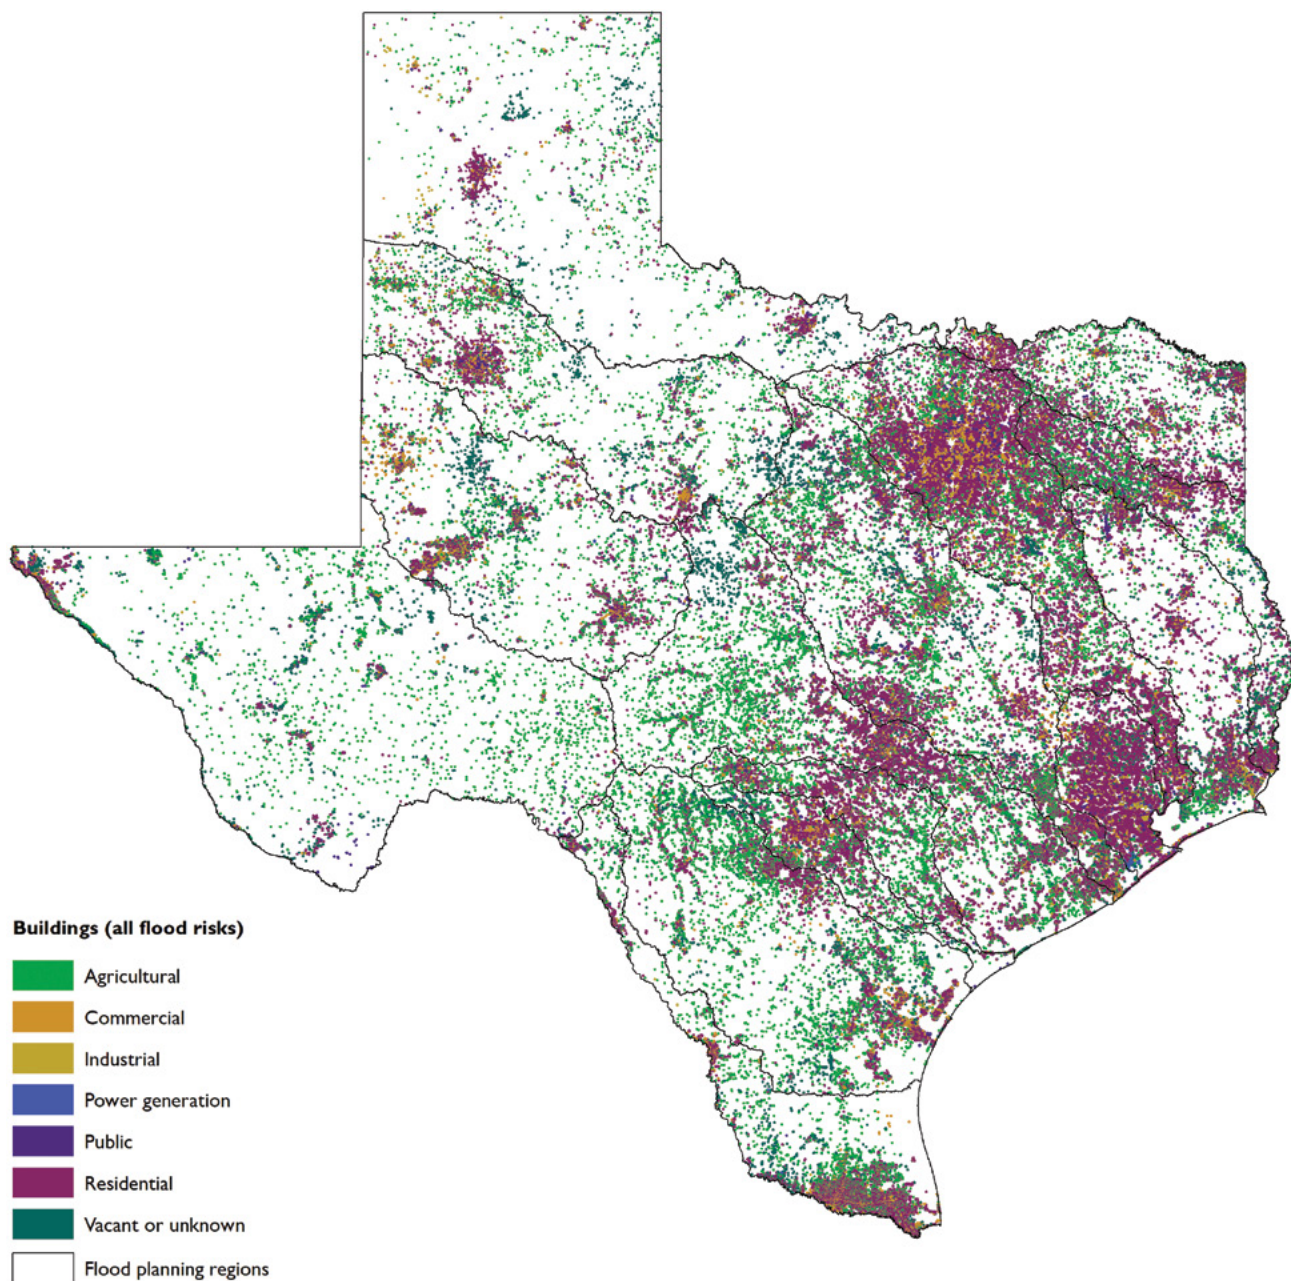 Buildings (all flood risks)
Agricultural
Commercial
Industrial
Power generation
Public
Residential
Vacant or unknown
Flood planning regions